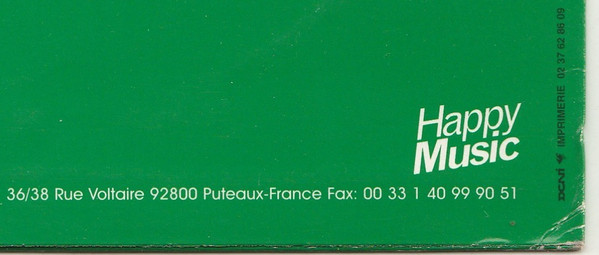 Happy
Music
36/38 Rue Voltaire 92800 Puteaux-France Fax: 00 33 1 40 99 90 51
IMPRIMERIE 02 37 62 86 09